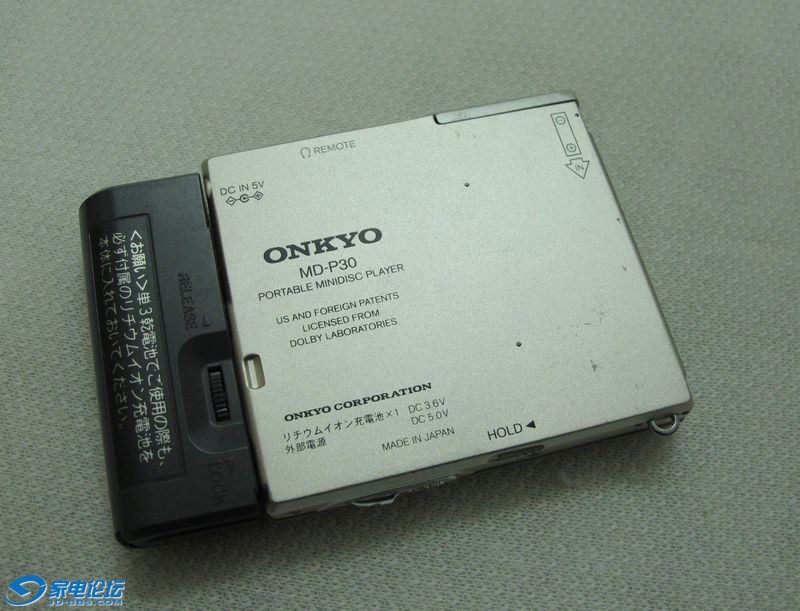 REMOTE
DC IN 5V
IN
ONKYO
MD-P30
PORTABLE MINIDISC PLAYER
US AND FOREIGN PATENTS
LICENSED FROM
DOLBY LABORATORIES
ONKYO CORPORATION
リチウムイオン充電池×1 DC 3.6V
外部電源 DC 5.0V
MADE IN JAPAN
HOLD◀
<お願い>単3乾電池でご使用の際も、
必ず付属のリチウムイオン充電池を
本体に入れておいてください。
RELEASE
LOCK
家电论坛
JD-BBS.COM